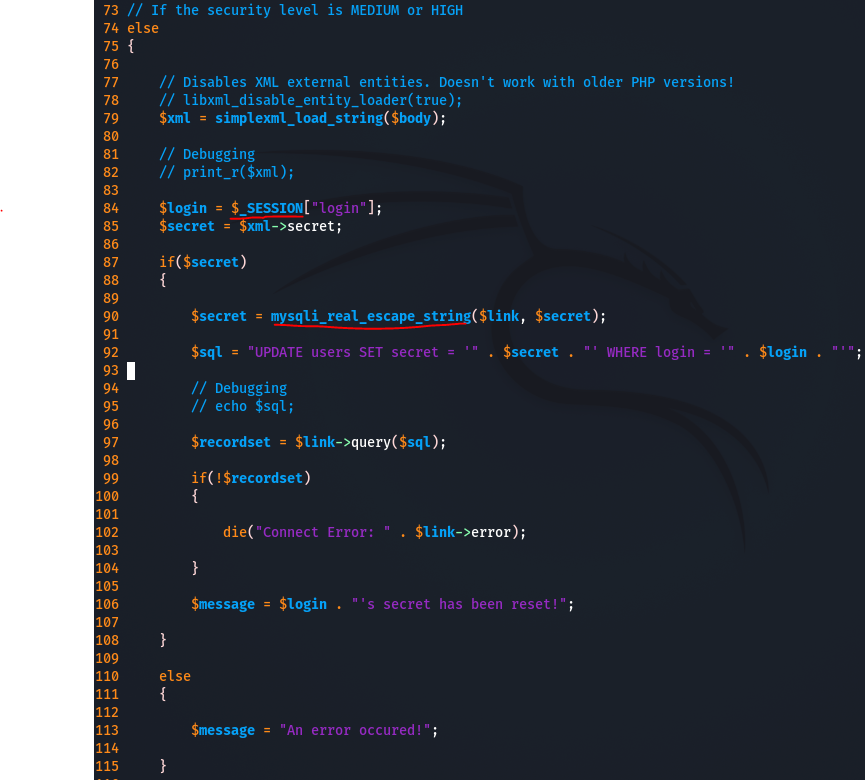 73 // If the security level is MEDIUM or HIGH
74 else
75 {
76
77     // Disables XML external entities. Doesn't work with older PHP versions!
78     // libxml_disable_entity_loader(true);
79     $xml = simplexml_load_string($body);
80
81     // Debugging
82     // print_r($xml);
83
84     $login = $_SESSION["login"];
85     $secret = $xml->secret;
86
87     if($secret)
88     {
89
90         $secret = mysqli_real_escape_string($link, $secret);
91
92         $sql = "UPDATE users SET secret = '" . $secret . "' WHERE login = '" . $login . "'";
93
94         // Debugging
95         // echo $sql;
96
97         $recordset = $link->query($sql);
98
99         if(!$recordset)
100         {
101
102             die("Connect Error: " . $link->error);
103
104         }
105
106         $message = $login . "'s secret has been reset!";
107
108     }
109
110     else
111     {
112
113         $message = "An error occured!";
114
115     }